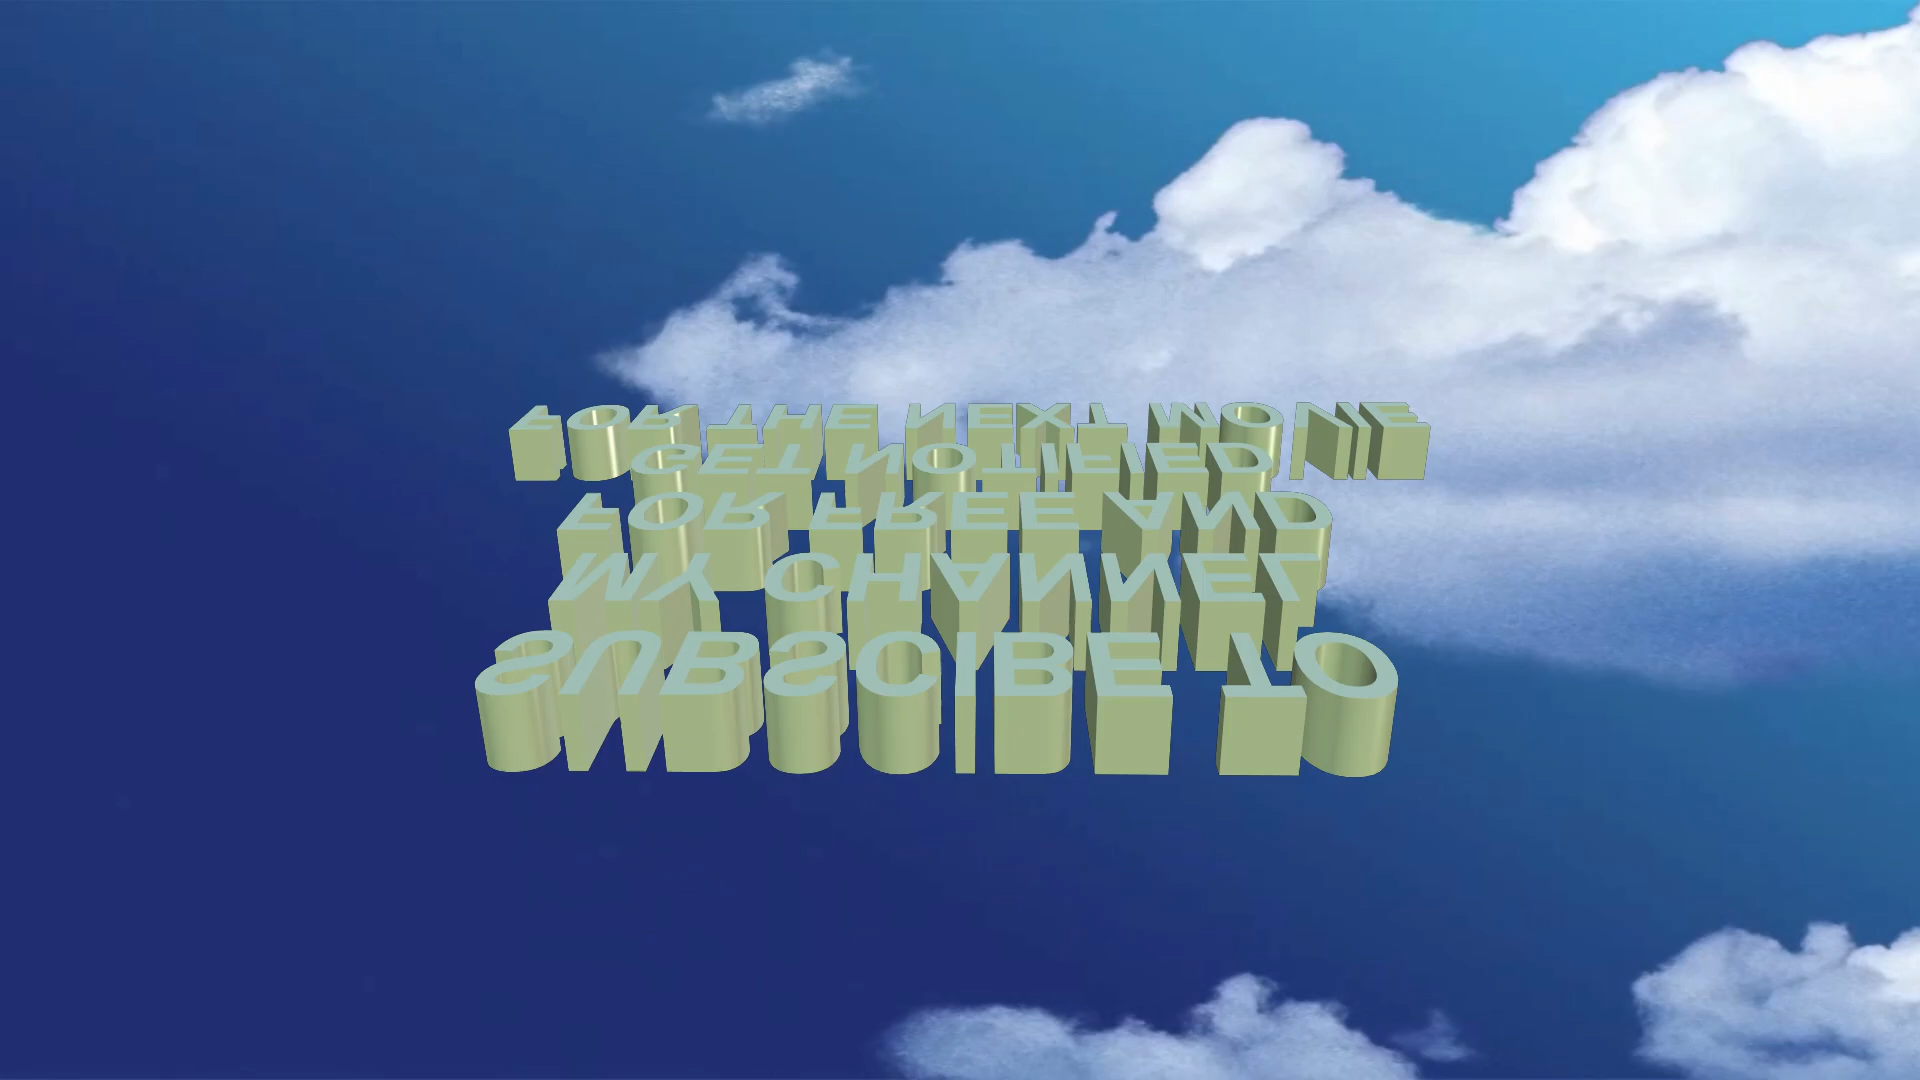 SUBSCIBE TO
MY CHANNEL
FOR FREE AND
GET NOTIFIED
FOR THE NEXT MOVIE